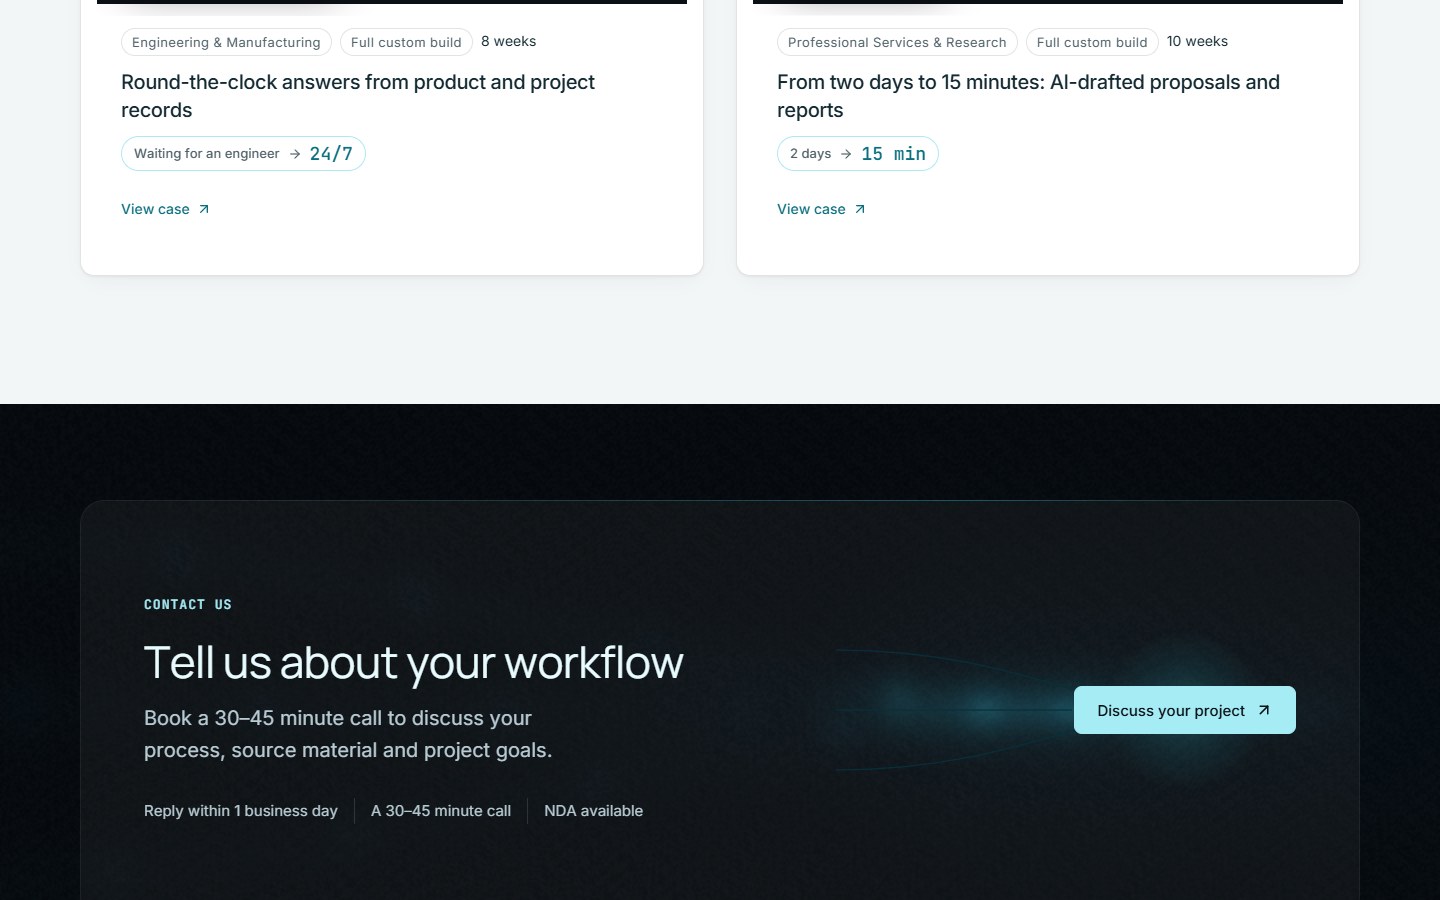 Engineering & Manufacturing
Full custom build
8 weeks
Round-the-clock answers from product and project
records
Waiting for an engineer → 24/7
View case
Professional Services & Research
Full custom build
10 weeks
From two days to 15 minutes: AI-drafted proposals and
reports
2 days → 15 min
View case
CONTACT US
Tell us about your workflow
Book a 30–45 minute call to discuss your
process, source material and project goals.
Reply within 1 business day
A 30–45 minute call
NDA available
Discuss your project